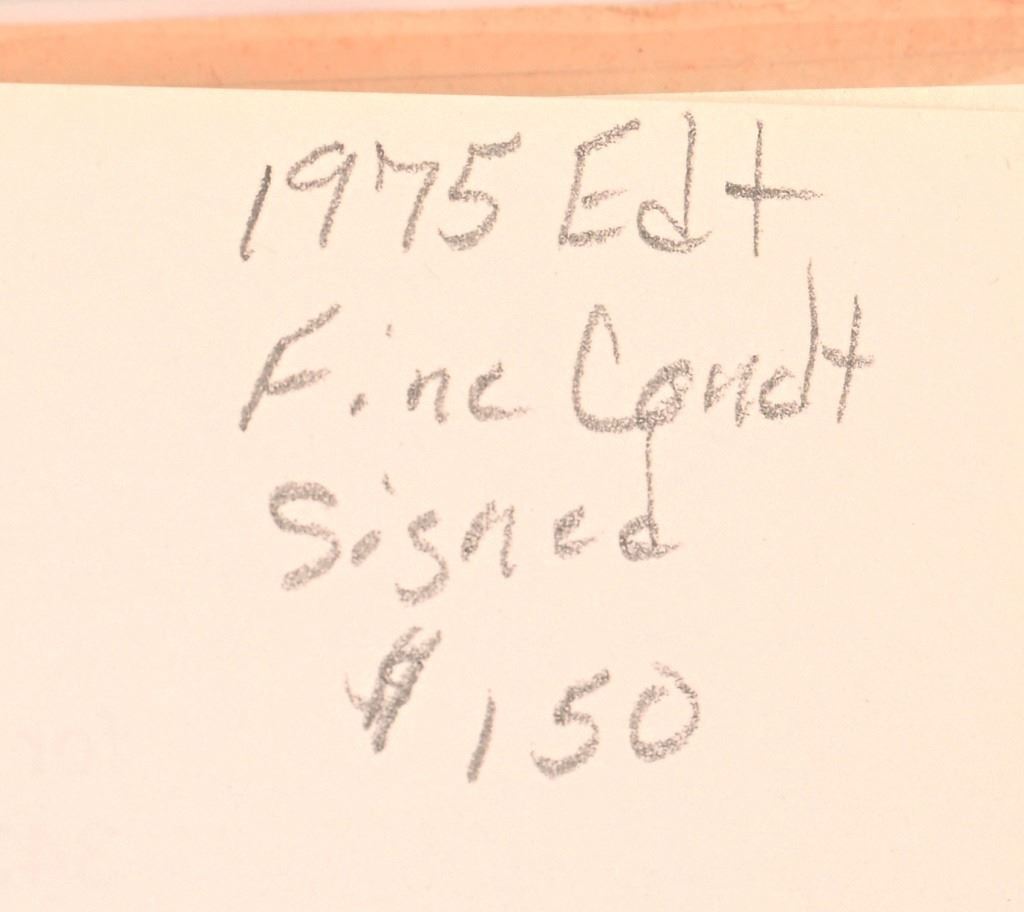 1975 Edt
Fine Condt
Signed
$150